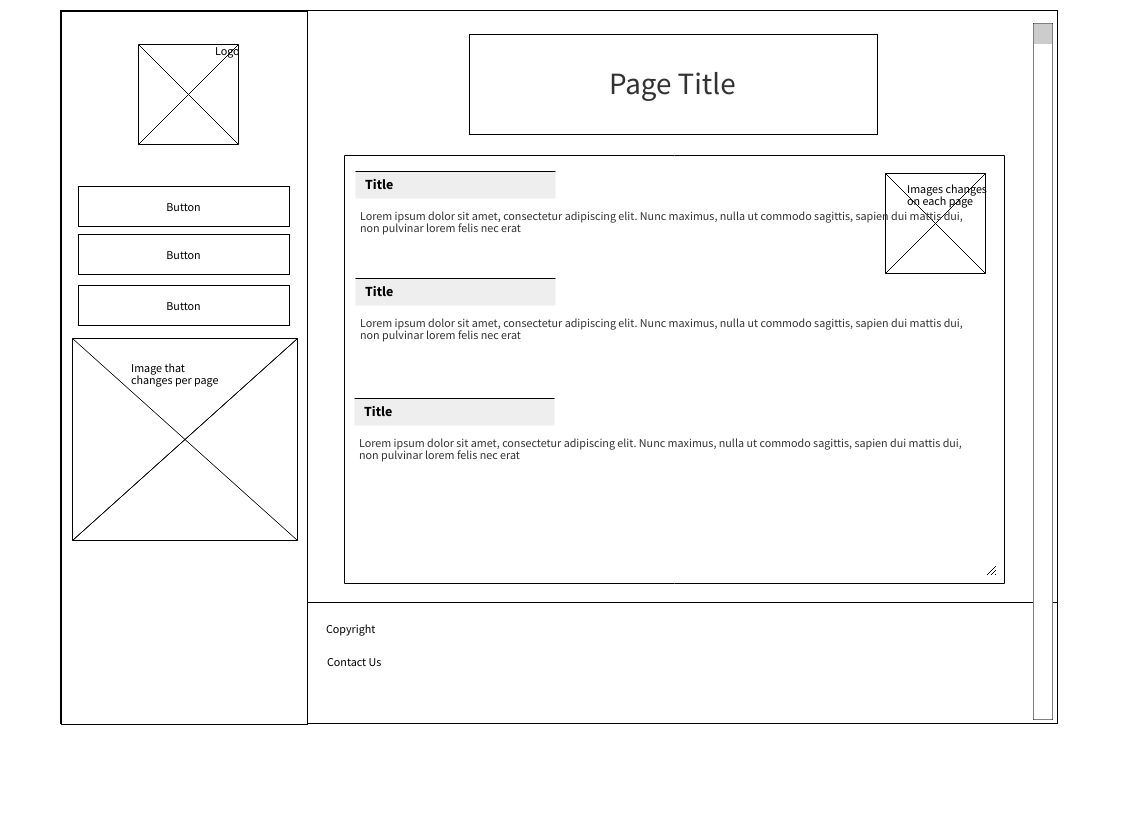 Logo
Button
Button
Button
Image that
changes per page
Page Title
Title
Images changes
on each page
Lorem ipsum dolor sit amet, consectetur adipiscing elit. Nunc maximus, nulla ut commodo sagittis, sapien dui mattis dui,
non pulvinar lorem felis nec erat
Title
Lorem ipsum dolor sit amet, consectetur adipiscing elit. Nunc maximus, nulla ut commodo sagittis, sapien dui mattis dui,
non pulvinar lorem felis nec erat
Title
Lorem ipsum dolor sit amet, consectetur adipiscing elit. Nunc maximus, nulla ut commodo sagittis, sapien dui mattis dui,
non pulvinar lorem felis nec erat
Copyright
Contact Us